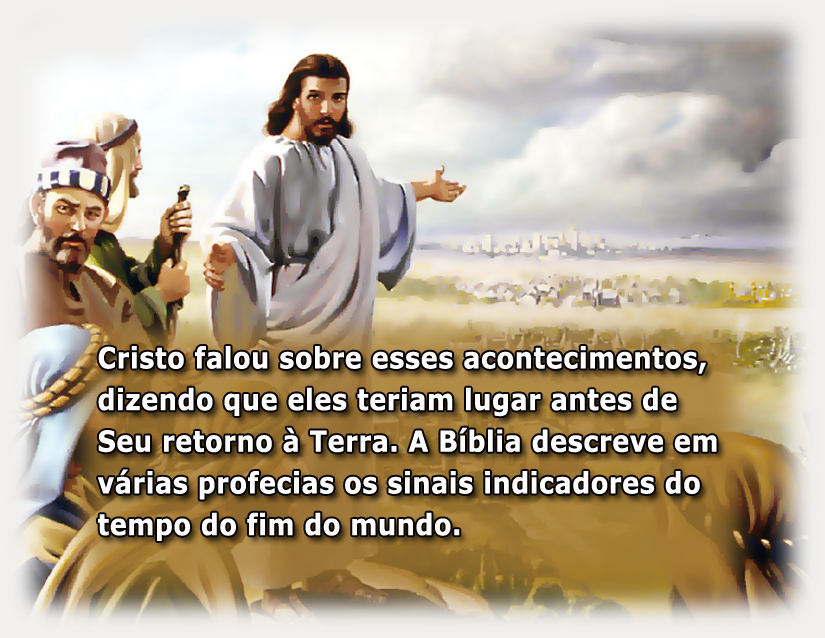 Cristo falou sobre esses acontecimentos,
dizendo que eles teriam lugar antes de
Seu retorno à Terra. A Bíblia descreve em
várias profecias os sinais indicadores do
tempo do fim do mundo.